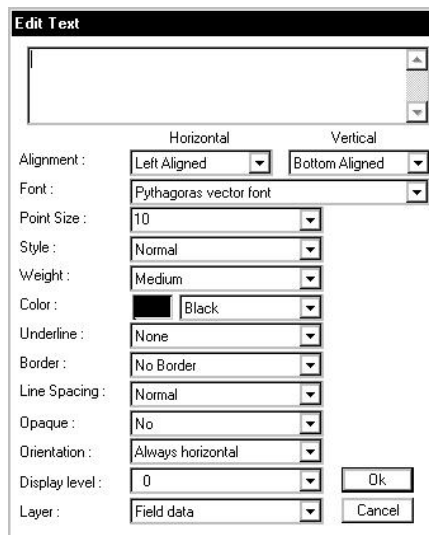 Edit Text
Horizontal Vertical
Alignment : Left Aligned Bottom Aligned
Font : Pythagoras vector font
Point Size : 10
Style : Normal
Weight : Medium
Color : Black
Underline : None
Border : No Border
Line Spacing : Normal
Opaque : No
Orientation : Always horizontal
Display level : 0 Ok
Layer : Field data Cancel